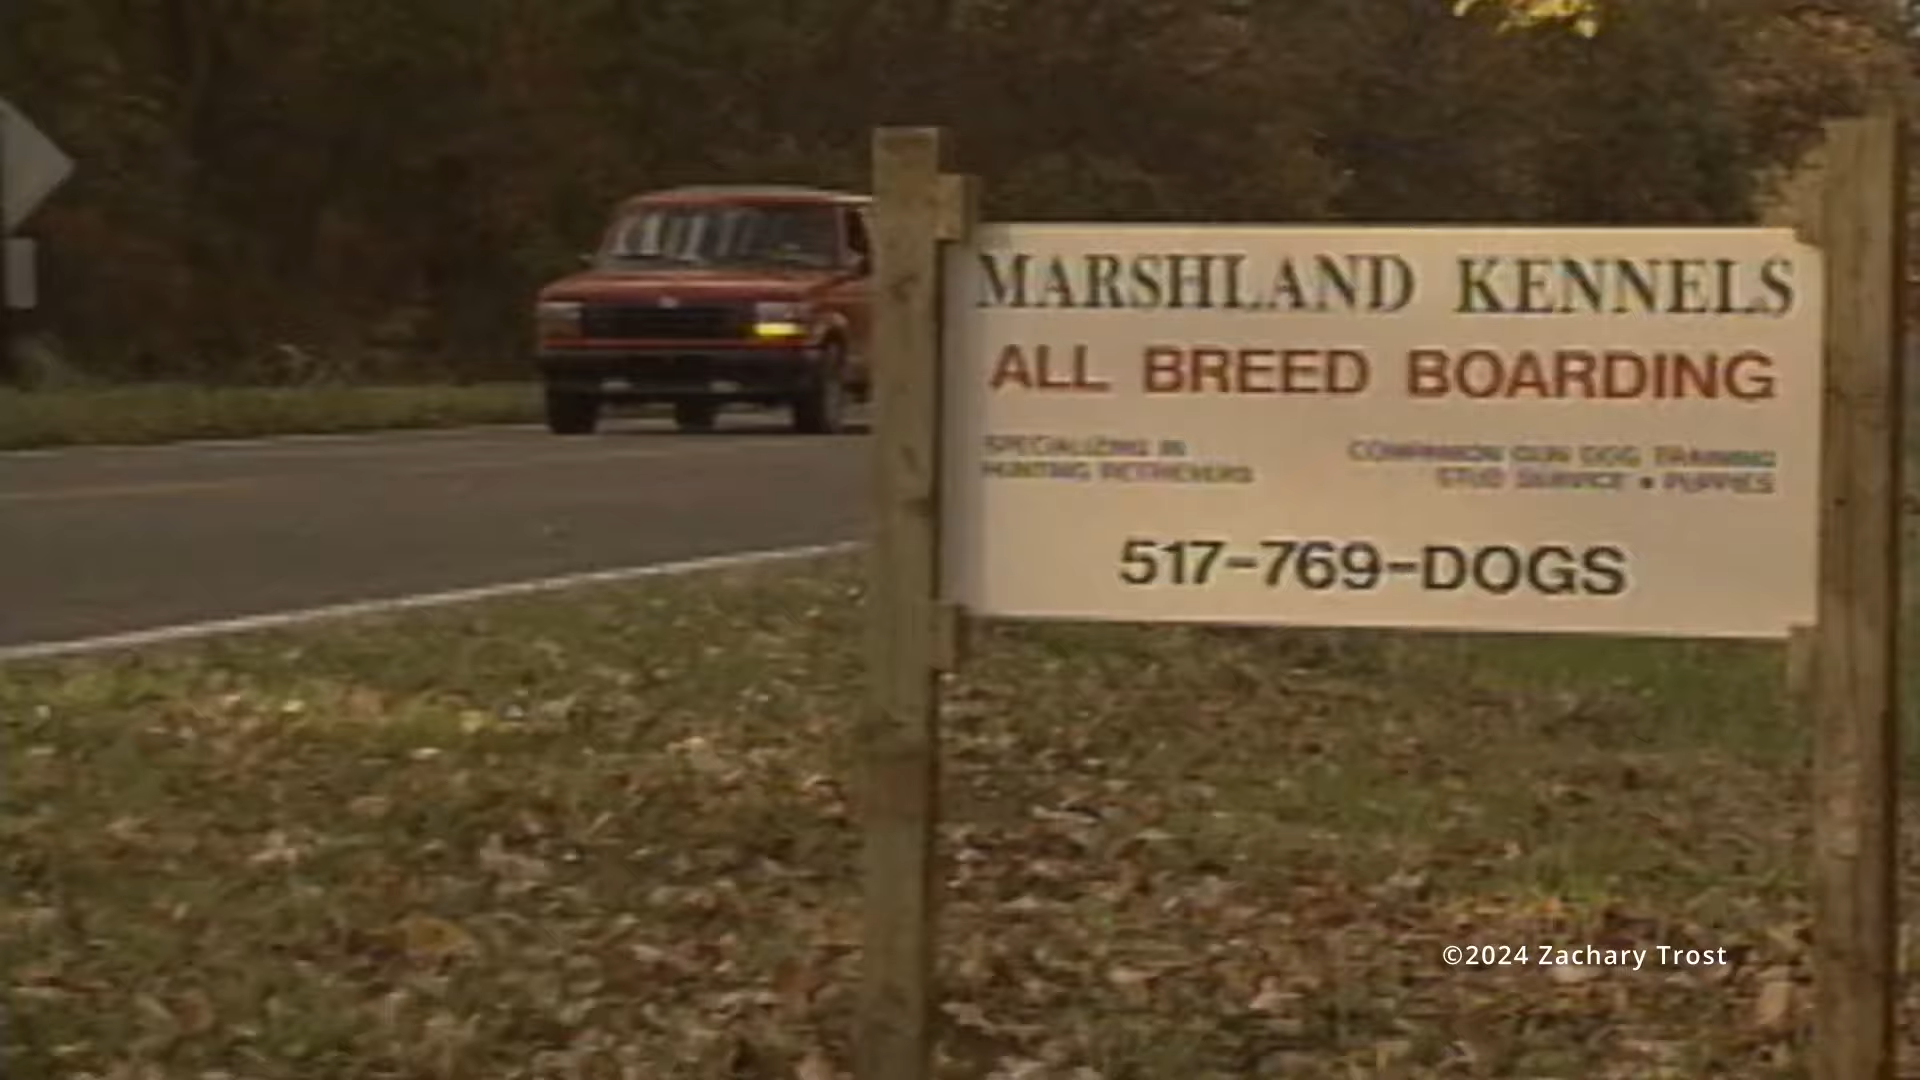 MARSHLAND KENNELS
ALL BREED BOARDING
SPECIALIZING IN
HUNTING RETRIEVERS
COMPANION GUN DOG TRAINING
STUD SERVICE • PUPPIES
517-769-DOGS
©2024 Zachary Trost